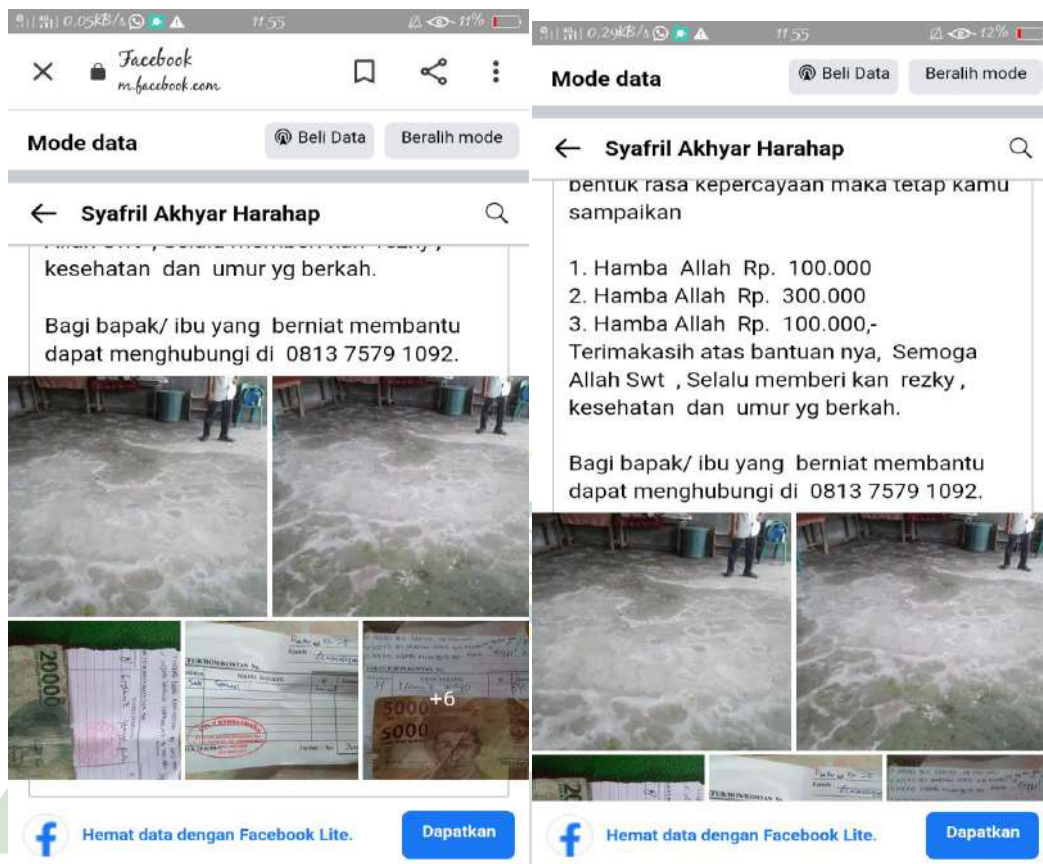 0,05KB/s
11.55
11%
Facebook
m.facebook.com
Mode data
Beli Data
Beralih mode
Syafril Akhyar Harahap
kesehatan dan umur yg berkah.
Bagi bapak/ ibu yang berniat membantu
dapat menghubungi di 0813 7579 1092.
20000
NAMA BARANG
5000
5000
+6
Hemat data dengan Facebook Lite.
Dapatkan
0,29KB/s
11.55
12%
Mode data
Beli Data
Beralih mode
Syafril Akhyar Harahap
bentuk rasa kepercayaan maka tetap kamu
sampaikan
1. Hamba Allah Rp. 100.000
2. Hamba Allah Rp. 300.000
3. Hamba Allah Rp. 100.000,-
Terimakasih atas bantuan nya, Semoga
Allah Swt , Selalu memberi kan rezky ,
kesehatan dan umur yg berkah.
Bagi bapak/ ibu yang berniat membantu
dapat menghubungi di 0813 7579 1092.
Hemat data dengan Facebook Lite.
Dapatkan